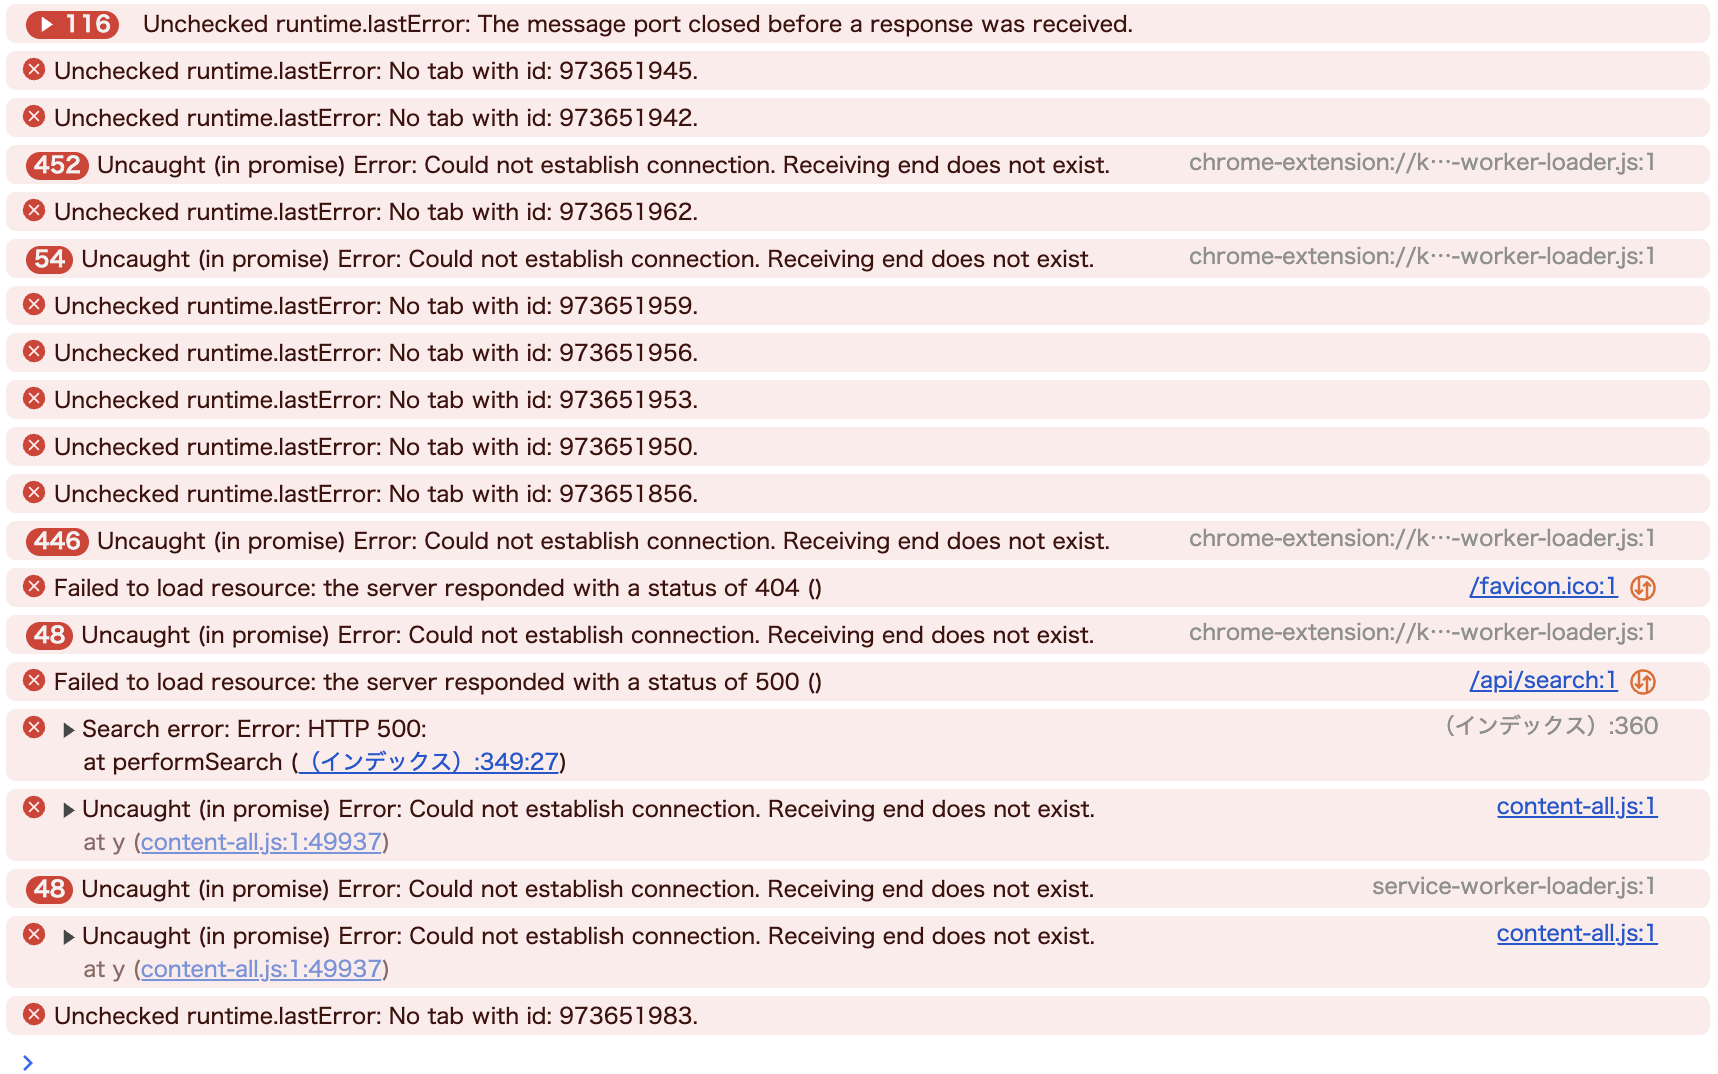 116 Unchecked runtime.lastError: The message port closed before a response was received.
Unchecked runtime.lastError: No tab with id: 973651945.
Unchecked runtime.lastError: No tab with id: 973651942.
452 Uncaught (in promise) Error: Could not establish connection. Receiving end does not exist. chrome-extension://k…-worker-loader.js:1
Unchecked runtime.lastError: No tab with id: 973651962.
54 Uncaught (in promise) Error: Could not establish connection. Receiving end does not exist. chrome-extension://k…-worker-loader.js:1
Unchecked runtime.lastError: No tab with id: 973651959.
Unchecked runtime.lastError: No tab with id: 973651956.
Unchecked runtime.lastError: No tab with id: 973651953.
Unchecked runtime.lastError: No tab with id: 973651950.
Unchecked runtime.lastError: No tab with id: 973651856.
446 Uncaught (in promise) Error: Could not establish connection. Receiving end does not exist. chrome-extension://k…-worker-loader.js:1
Failed to load resource: the server responded with a status of 404 () /favicon.ico:1
48 Uncaught (in promise) Error: Could not establish connection. Receiving end does not exist. chrome-extension://k…-worker-loader.js:1
Failed to load resource: the server responded with a status of 500 () /api/search:1
Search error: Error: HTTP 500: （インデックス）:360
at performSearch (（インデックス）:349:27)
Uncaught (in promise) Error: Could not establish connection. Receiving end does not exist. content-all.js:1
at y (content-all.js:1:49937)
48 Uncaught (in promise) Error: Could not establish connection. Receiving end does not exist. service-worker-loader.js:1
Uncaught (in promise) Error: Could not establish connection. Receiving end does not exist. content-all.js:1
at y (content-all.js:1:49937)
Unchecked runtime.lastError: No tab with id: 973651983.